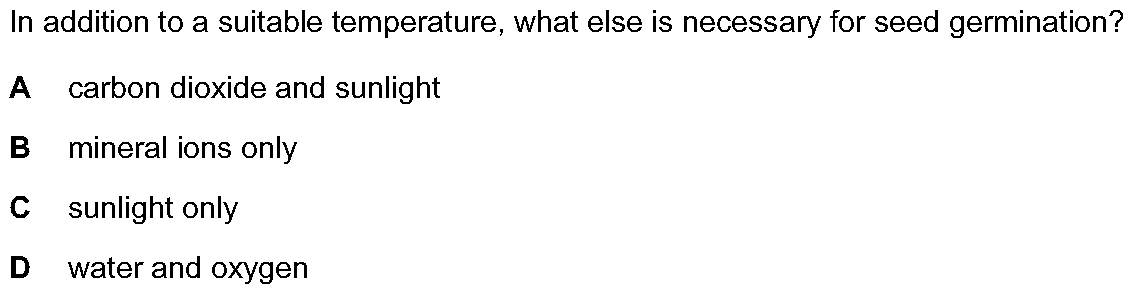 In addition to a suitable temperature, what else is necessary for seed germination?
A carbon dioxide and sunlight
B mineral ions only
C sunlight only
D water and oxygen